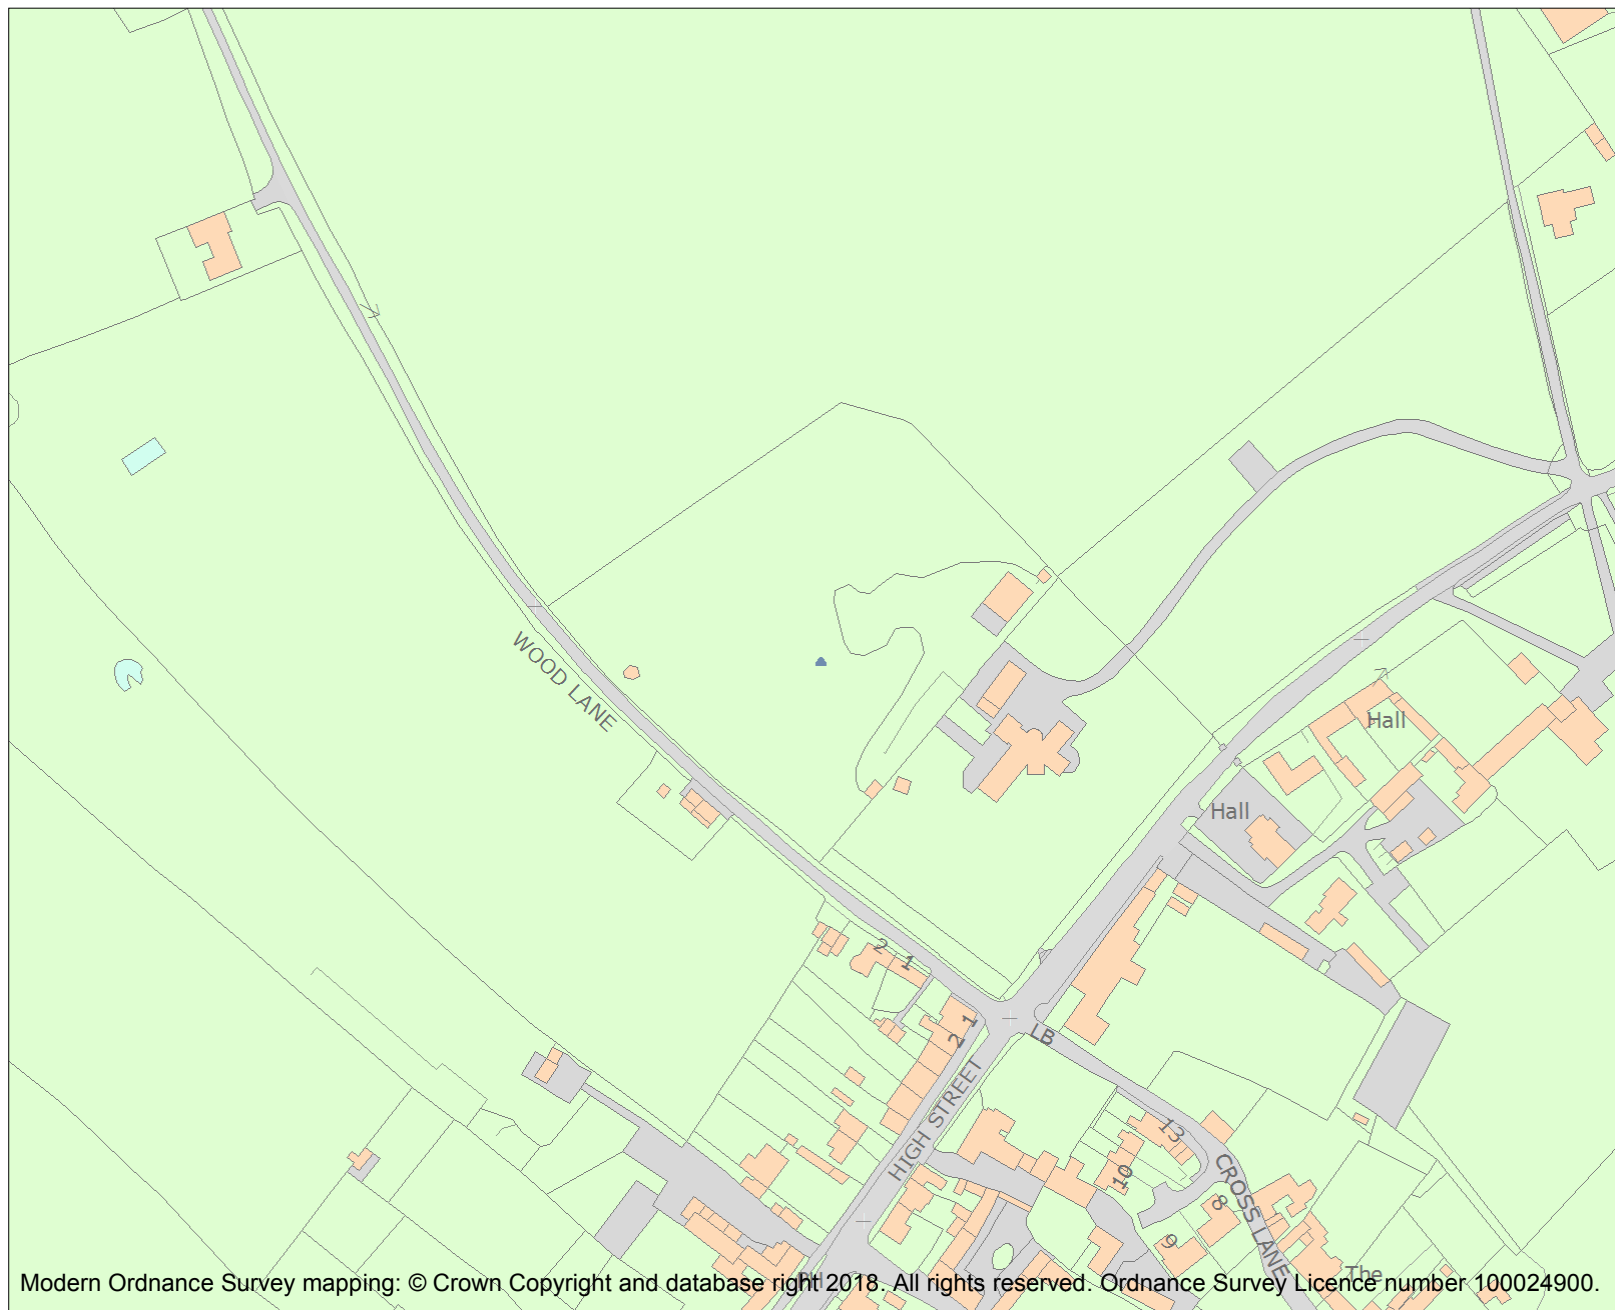 WOOD LANE
Hall
Hall
2
1
1
2
LB
HIGH STREET
13
10
CROSS LANE
8
9
The
Modern Ordnance Survey mapping: © Crown Copyright and database right 2018. All rights reserved. Ordnance Survey Licence number 100024900.